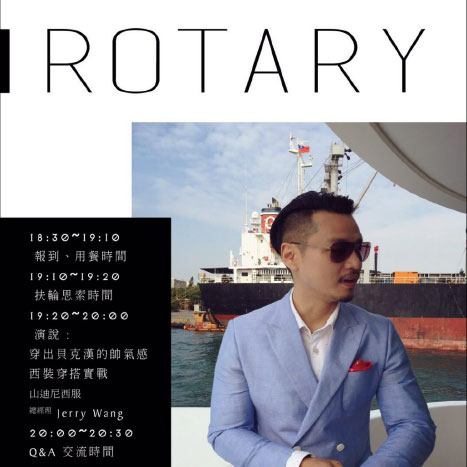 ROTARY
18:30~19:10
報到、用餐時間
19:10~19:20
扶輪思索時間
19:20~20:00
演說：
穿出貝克漢的帥氣感
西裝穿搭實戰
山迪尼西服
總經理 Jerry Wang
20:00~20:30
Q&A 交流時間